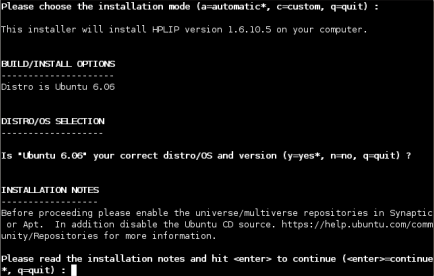 Please choose the installation mode (a=automatic*, c=custom, q=quit) :
This installer will install HPLIP version 1.6.10.5 on your computer.
BUILD/INSTALL OPTIONS
---------------------
Distro is Ubuntu 6.06
DISTRO/OS SELECTION
-------------------
Is "Ubuntu 6.06" your correct distro/OS and version (y=yes*, n=no, q=quit) ?
INSTALLATION NOTES
------------------
Before proceeding please enable the universe/multiverse repositories in Synaptic
or Apt.  In addition disable the Ubuntu CD source. https://help.ubuntu.com/comm
unity/Repositories for more information.
Please read the installation notes and hit <enter> to continue (<enter>=continue
*, q=quit) :